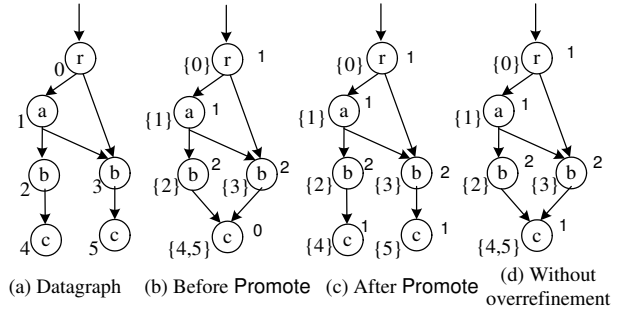 r r r r
0 {0} 1 {0} 1 {0} 1
a a 1 a 1 a 1
1 {1} {1} {1}
b b b 2 b 2 b 2 b 2 b 2 b 2
2 3 {2} {3} {2} {3} {2} {3}
c c c 0 c 1 c 1 c 1
4 5 {4,5} {4} {5} {4,5}
(a) Datagraph (b) Before Promote (c) After Promote (d) Without
overrefinement